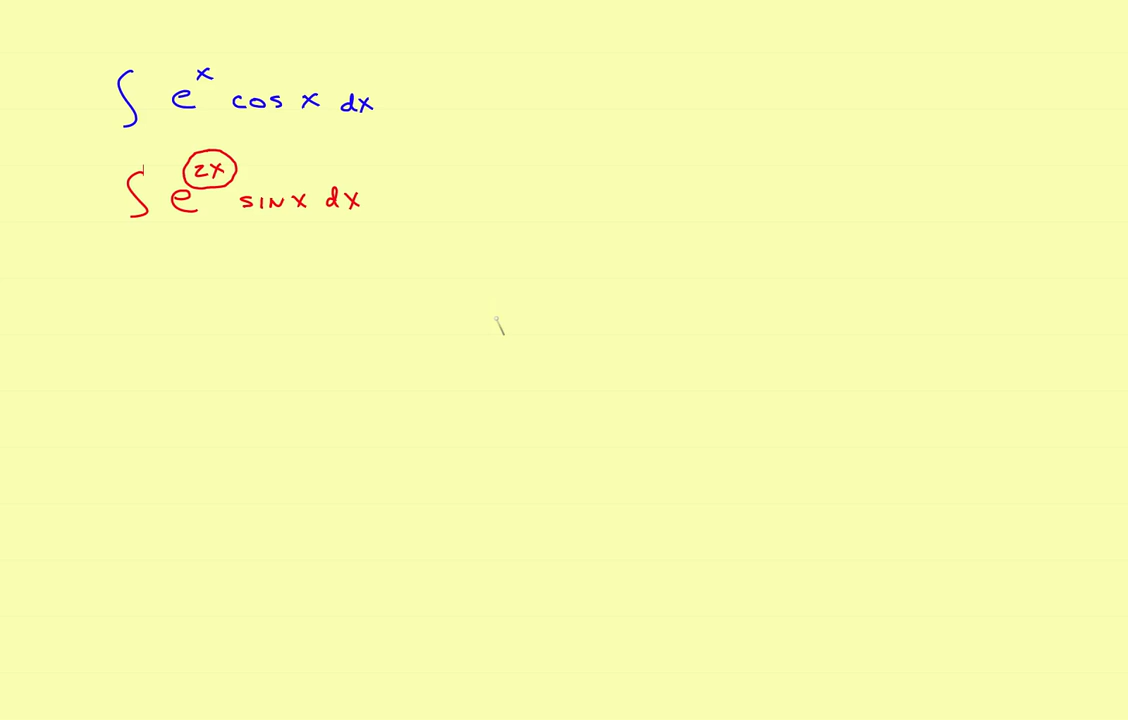 ∫ e^x cos x dx
∫ e^2x sin x dx